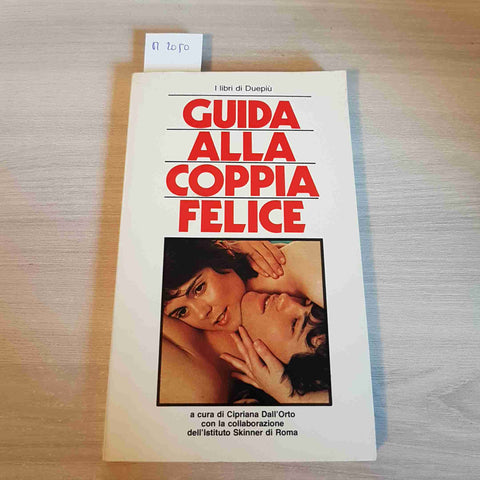 I libri di Duepiù
GUIDA
ALLA
COPPIA
FELICE
a cura di Cipriana Dall'Orto
con la collaborazione
dell'Istituto Skinner di Roma